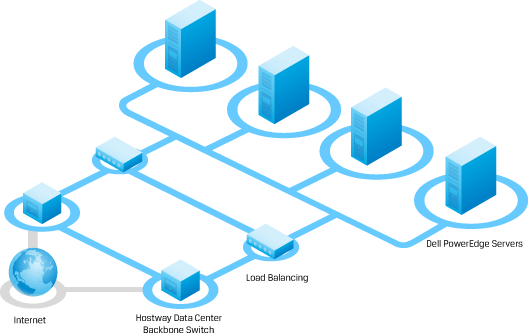 Dell PowerEdge Servers
Load Balancing
Internet
Hostway Data Center
Backbone Switch